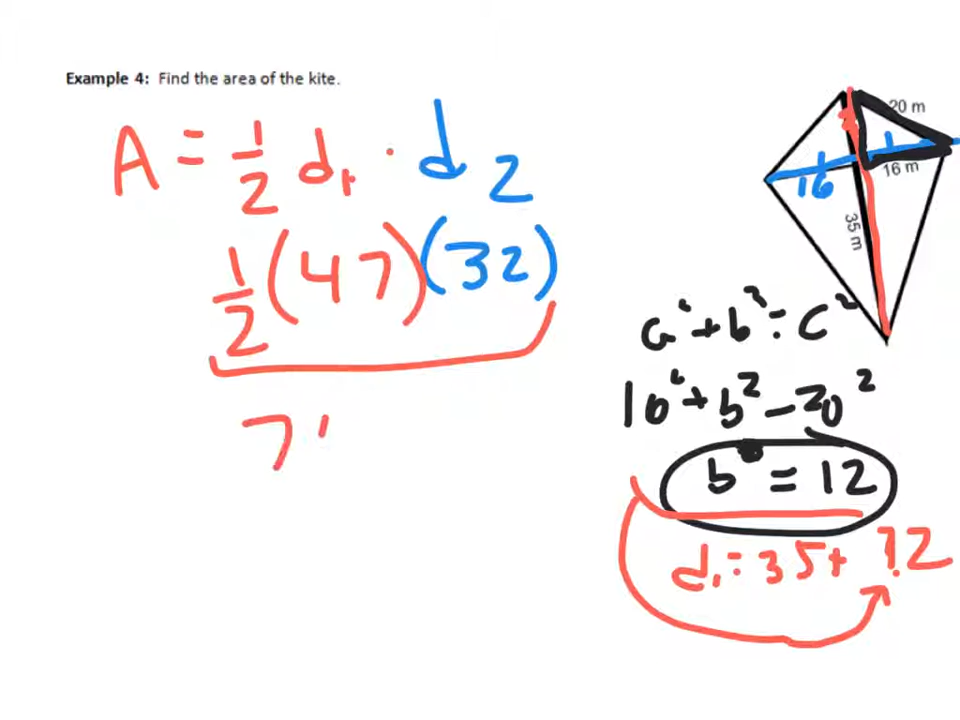 Example 4: Find the area of the kite.
A = 1/2 d₁ · d₂
1/2 (47)(32)
7
20 m
16 m
16
35 m
a² + b² = c²
16² + b² = 20²
b = 12
d₁ = 35 + 12